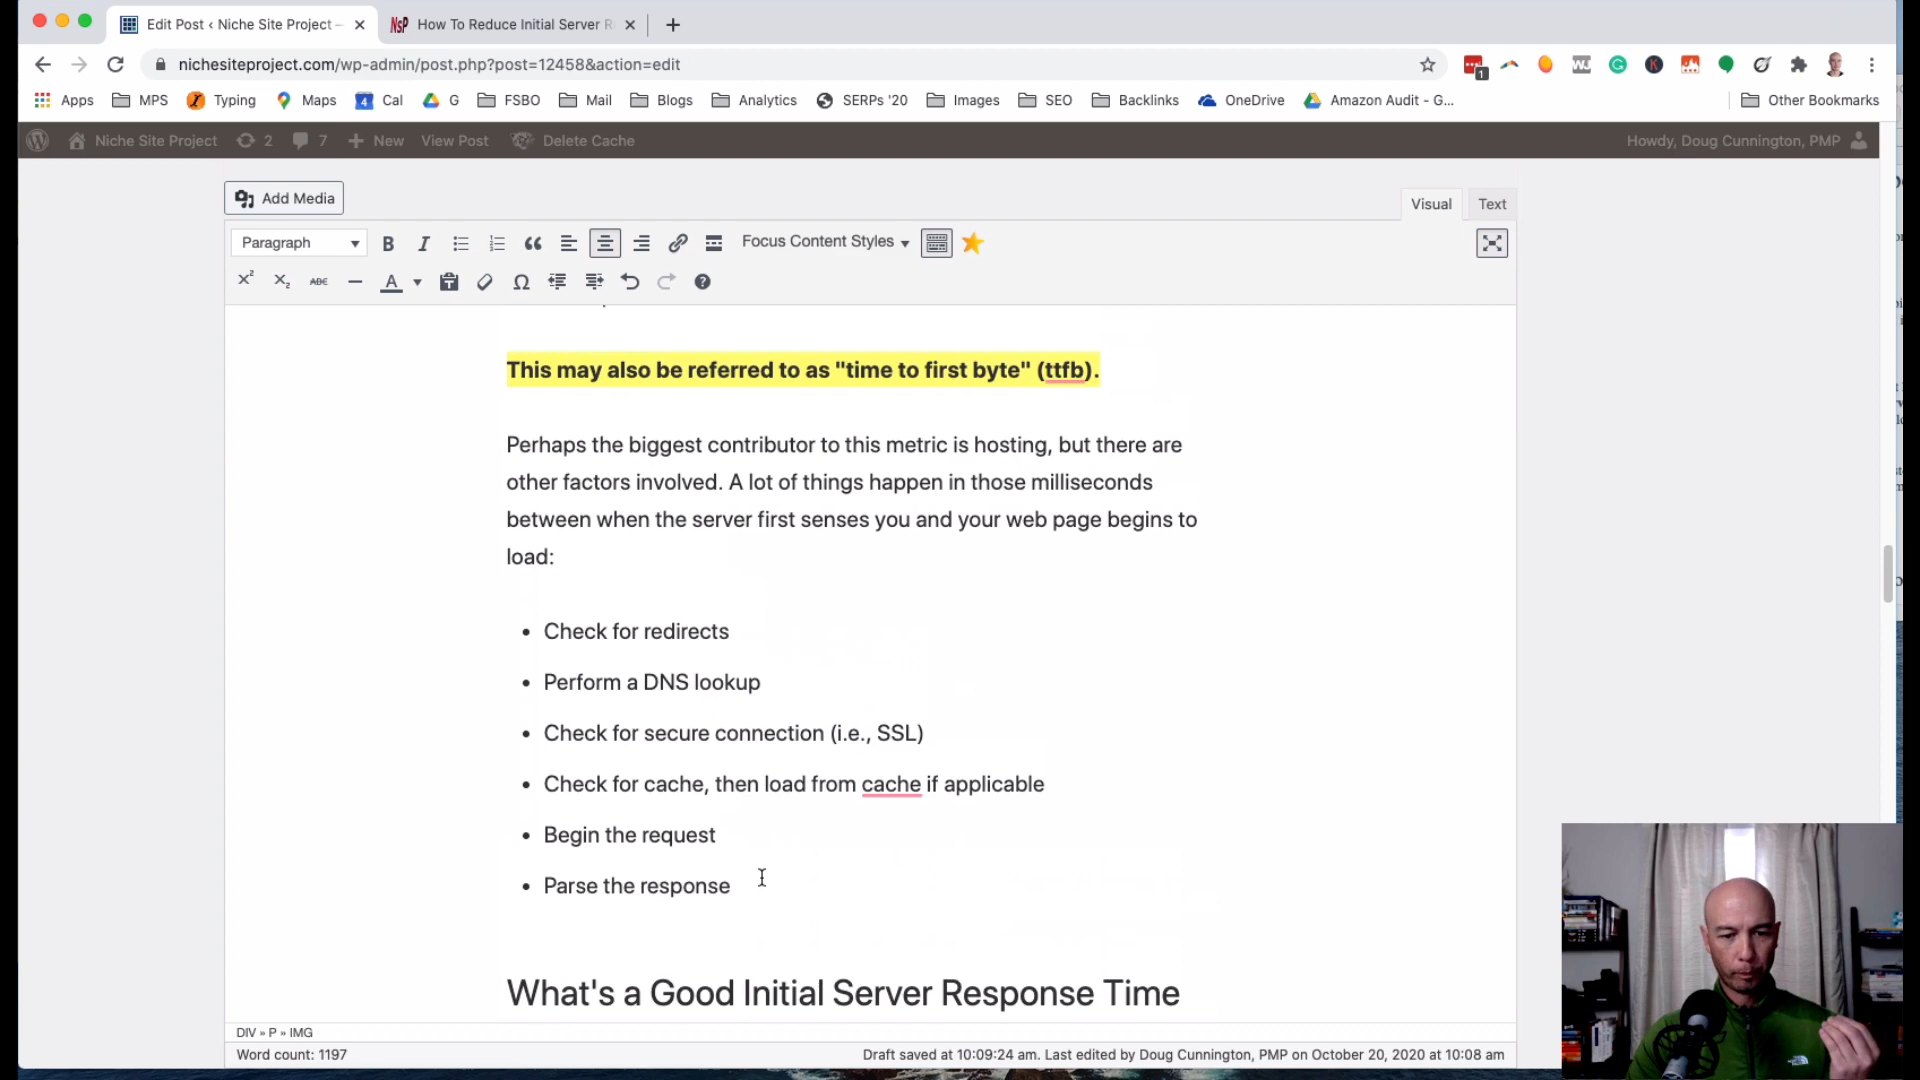 Edit Post ‹ Niche Site Project –
NSP How To Reduce Initial Server R
nichesiteproject.com/wp-admin/post.php?post=12458&action=edit
1
Apps MPS Typing Maps 4 Cal G FSBO Mail Blogs Analytics SERPs '20 Images SEO Backlinks OneDrive Amazon Audit - G... Other Bookmarks
Niche Site Project 2 7 New View Post Delete Cache Howdy, Doug Cunnington, PMP
Add Media
Visual Text
Paragraph B I Focus Content Styles
ABC A Ω
This may also be referred to as "time to first byte" (ttfb).
Perhaps the biggest contributor to this metric is hosting, but there are
other factors involved. A lot of things happen in those milliseconds
between when the server first senses you and your web page begins to
load:
• Check for redirects
• Perform a DNS lookup
• Check for secure connection (i.e., SSL)
• Check for cache, then load from cache if applicable
• Begin the request
• Parse the response
What's a Good Initial Server Response Time
DIV » P » IMG
Word count: 1197
Draft saved at 10:09:24 am. Last edited by Doug Cunnington, PMP on October 20, 2020 at 10:08 am